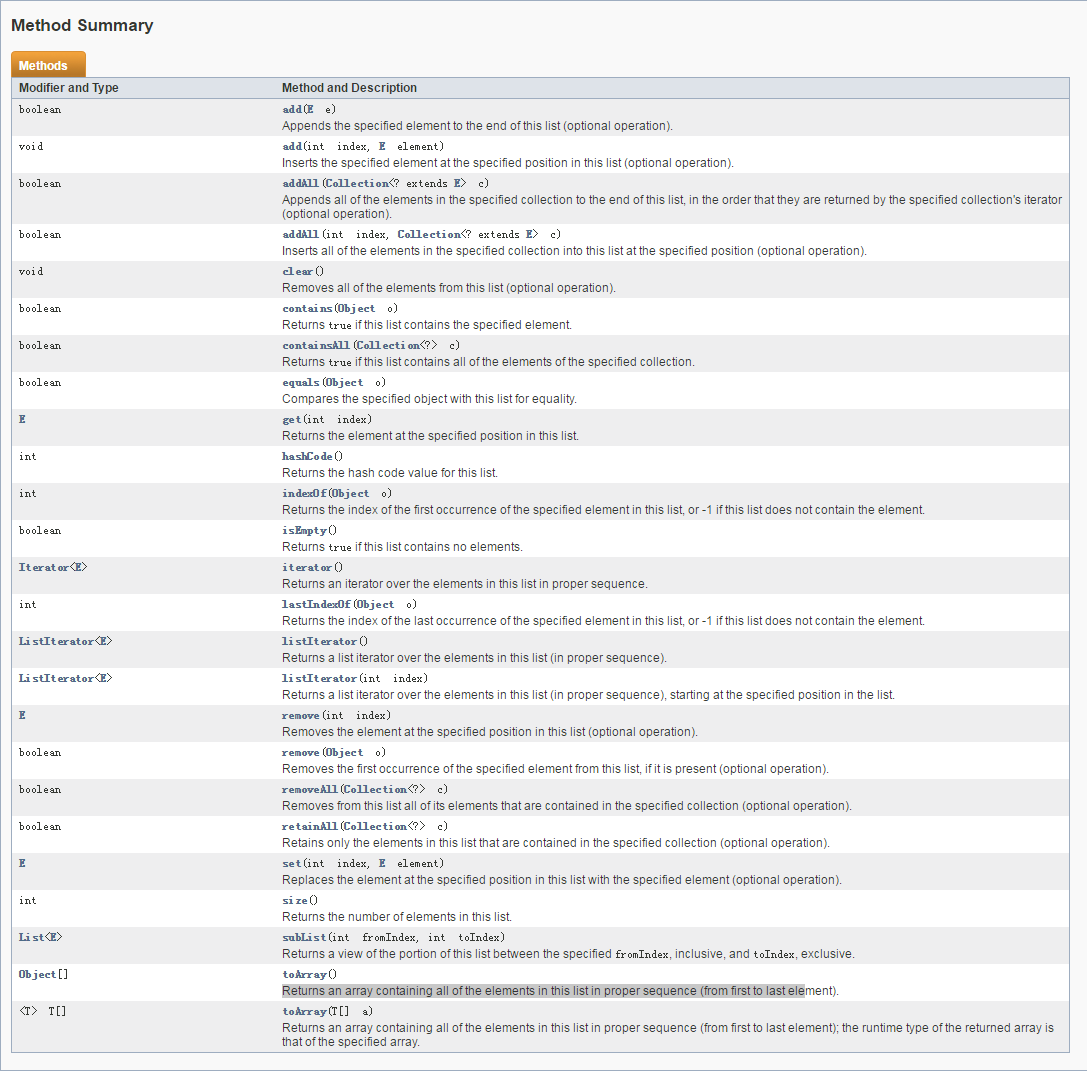 Method Summary
Methods
Modifier and Type Method and Description
boolean add(E e)
Appends the specified element to the end of this list (optional operation).
void add(int index, E element)
Inserts the specified element at the specified position in this list (optional operation).
boolean addAll(Collection<? extends E> c)
Appends all of the elements in the specified collection to the end of this list, in the order that they are returned by the specified collection's iterator
(optional operation).
boolean addAll(int index, Collection<? extends E> c)
Inserts all of the elements in the specified collection into this list at the specified position (optional operation).
void clear()
Removes all of the elements from this list (optional operation).
boolean contains(Object o)
Returns true if this list contains the specified element.
boolean containsAll(Collection<?> c)
Returns true if this list contains all of the elements of the specified collection.
boolean equals(Object o)
Compares the specified object with this list for equality.
E get(int index)
Returns the element at the specified position in this list.
int hashCode()
Returns the hash code value for this list.
int indexOf(Object o)
Returns the index of the first occurrence of the specified element in this list, or -1 if this list does not contain the element.
boolean isEmpty()
Returns true if this list contains no elements.
Iterator<E> iterator()
Returns an iterator over the elements in this list in proper sequence.
int lastIndexOf(Object o)
Returns the index of the last occurrence of the specified element in this list, or -1 if this list does not contain the element.
ListIterator<E> listIterator()
Returns a list iterator over the elements in this list (in proper sequence).
ListIterator<E> listIterator(int index)
Returns a list iterator over the elements in this list (in proper sequence), starting at the specified position in the list.
E remove(int index)
Removes the element at the specified position in this list (optional operation).
boolean remove(Object o)
Removes the first occurrence of the specified element from this list, if it is present (optional operation).
boolean removeAll(Collection<?> c)
Removes from this list all of its elements that are contained in the specified collection (optional operation).
boolean retainAll(Collection<?> c)
Retains only the elements in this list that are contained in the specified collection (optional operation).
E set(int index, E element)
Replaces the element at the specified position in this list with the specified element (optional operation).
int size()
Returns the number of elements in this list.
List<E> subList(int fromIndex, int toIndex)
Returns a view of the portion of this list between the specified fromIndex, inclusive, and toIndex, exclusive.
Object[] toArray()
Returns an array containing all of the elements in this list in proper sequence (from first to last element).
<T> T[] toArray(T[] a)
Returns an array containing all of the elements in this list in proper sequence (from first to last element); the runtime type of the returned array is
that of the specified array.